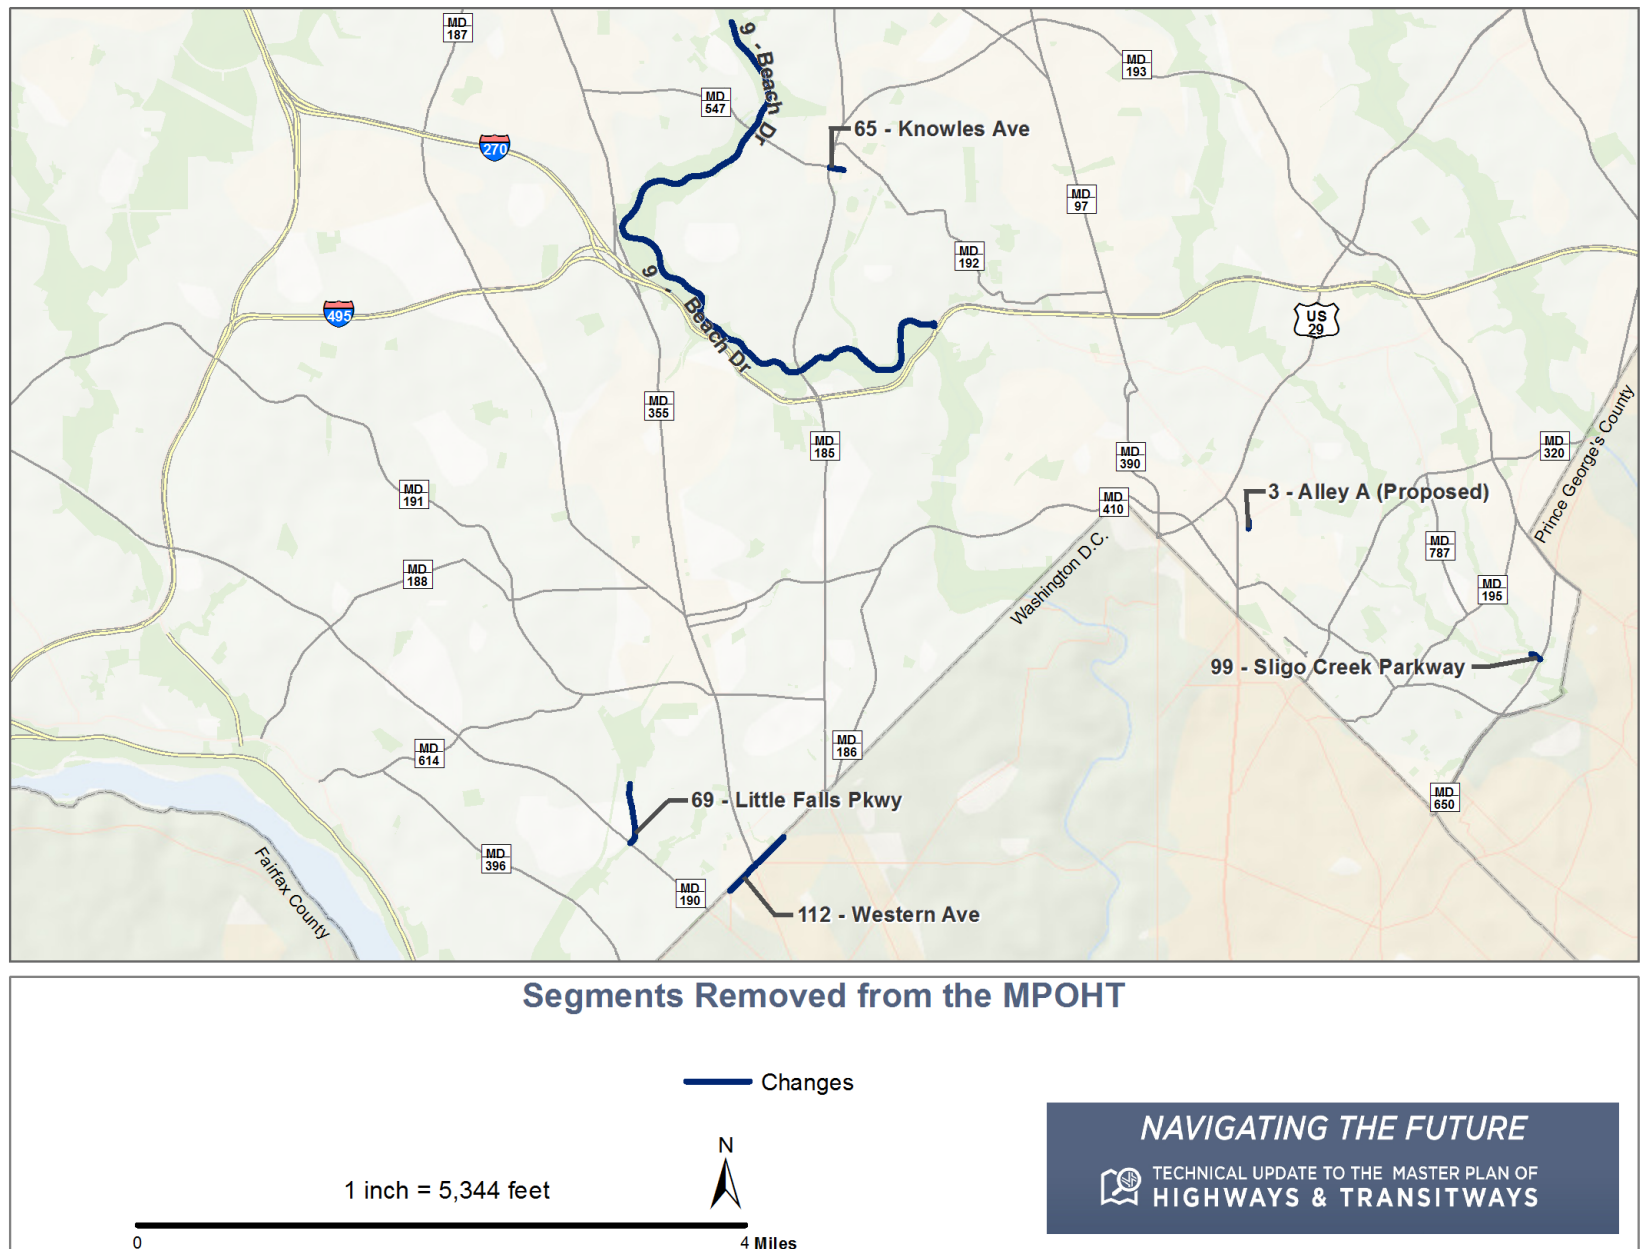 MD
187
9 - Beach Dr
MD
193
MD
547
65 - Knowles Ave
270
MD
97
MD
192
9 - Beach Dr
495
US
29
MD
355
MD
185
MD
390
MD
320
Prince George's County
MD
191
MD
410
3 - Alley A (Proposed)
MD
787
MD
188
Washington D.C.
MD
195
99 - Sligo Creek Parkway
MD
614
MD
186
69 - Little Falls Pkwy
MD
650
MD
396
Fairfax County
MD
190
112 - Western Ave
Segments Removed from the MPOHT
Changes
N
1 inch = 5,344 feet
0
4 Miles
NAVIGATING THE FUTURE
TECHNICAL UPDATE TO THE MASTER PLAN OF
HIGHWAYS & TRANSITWAYS